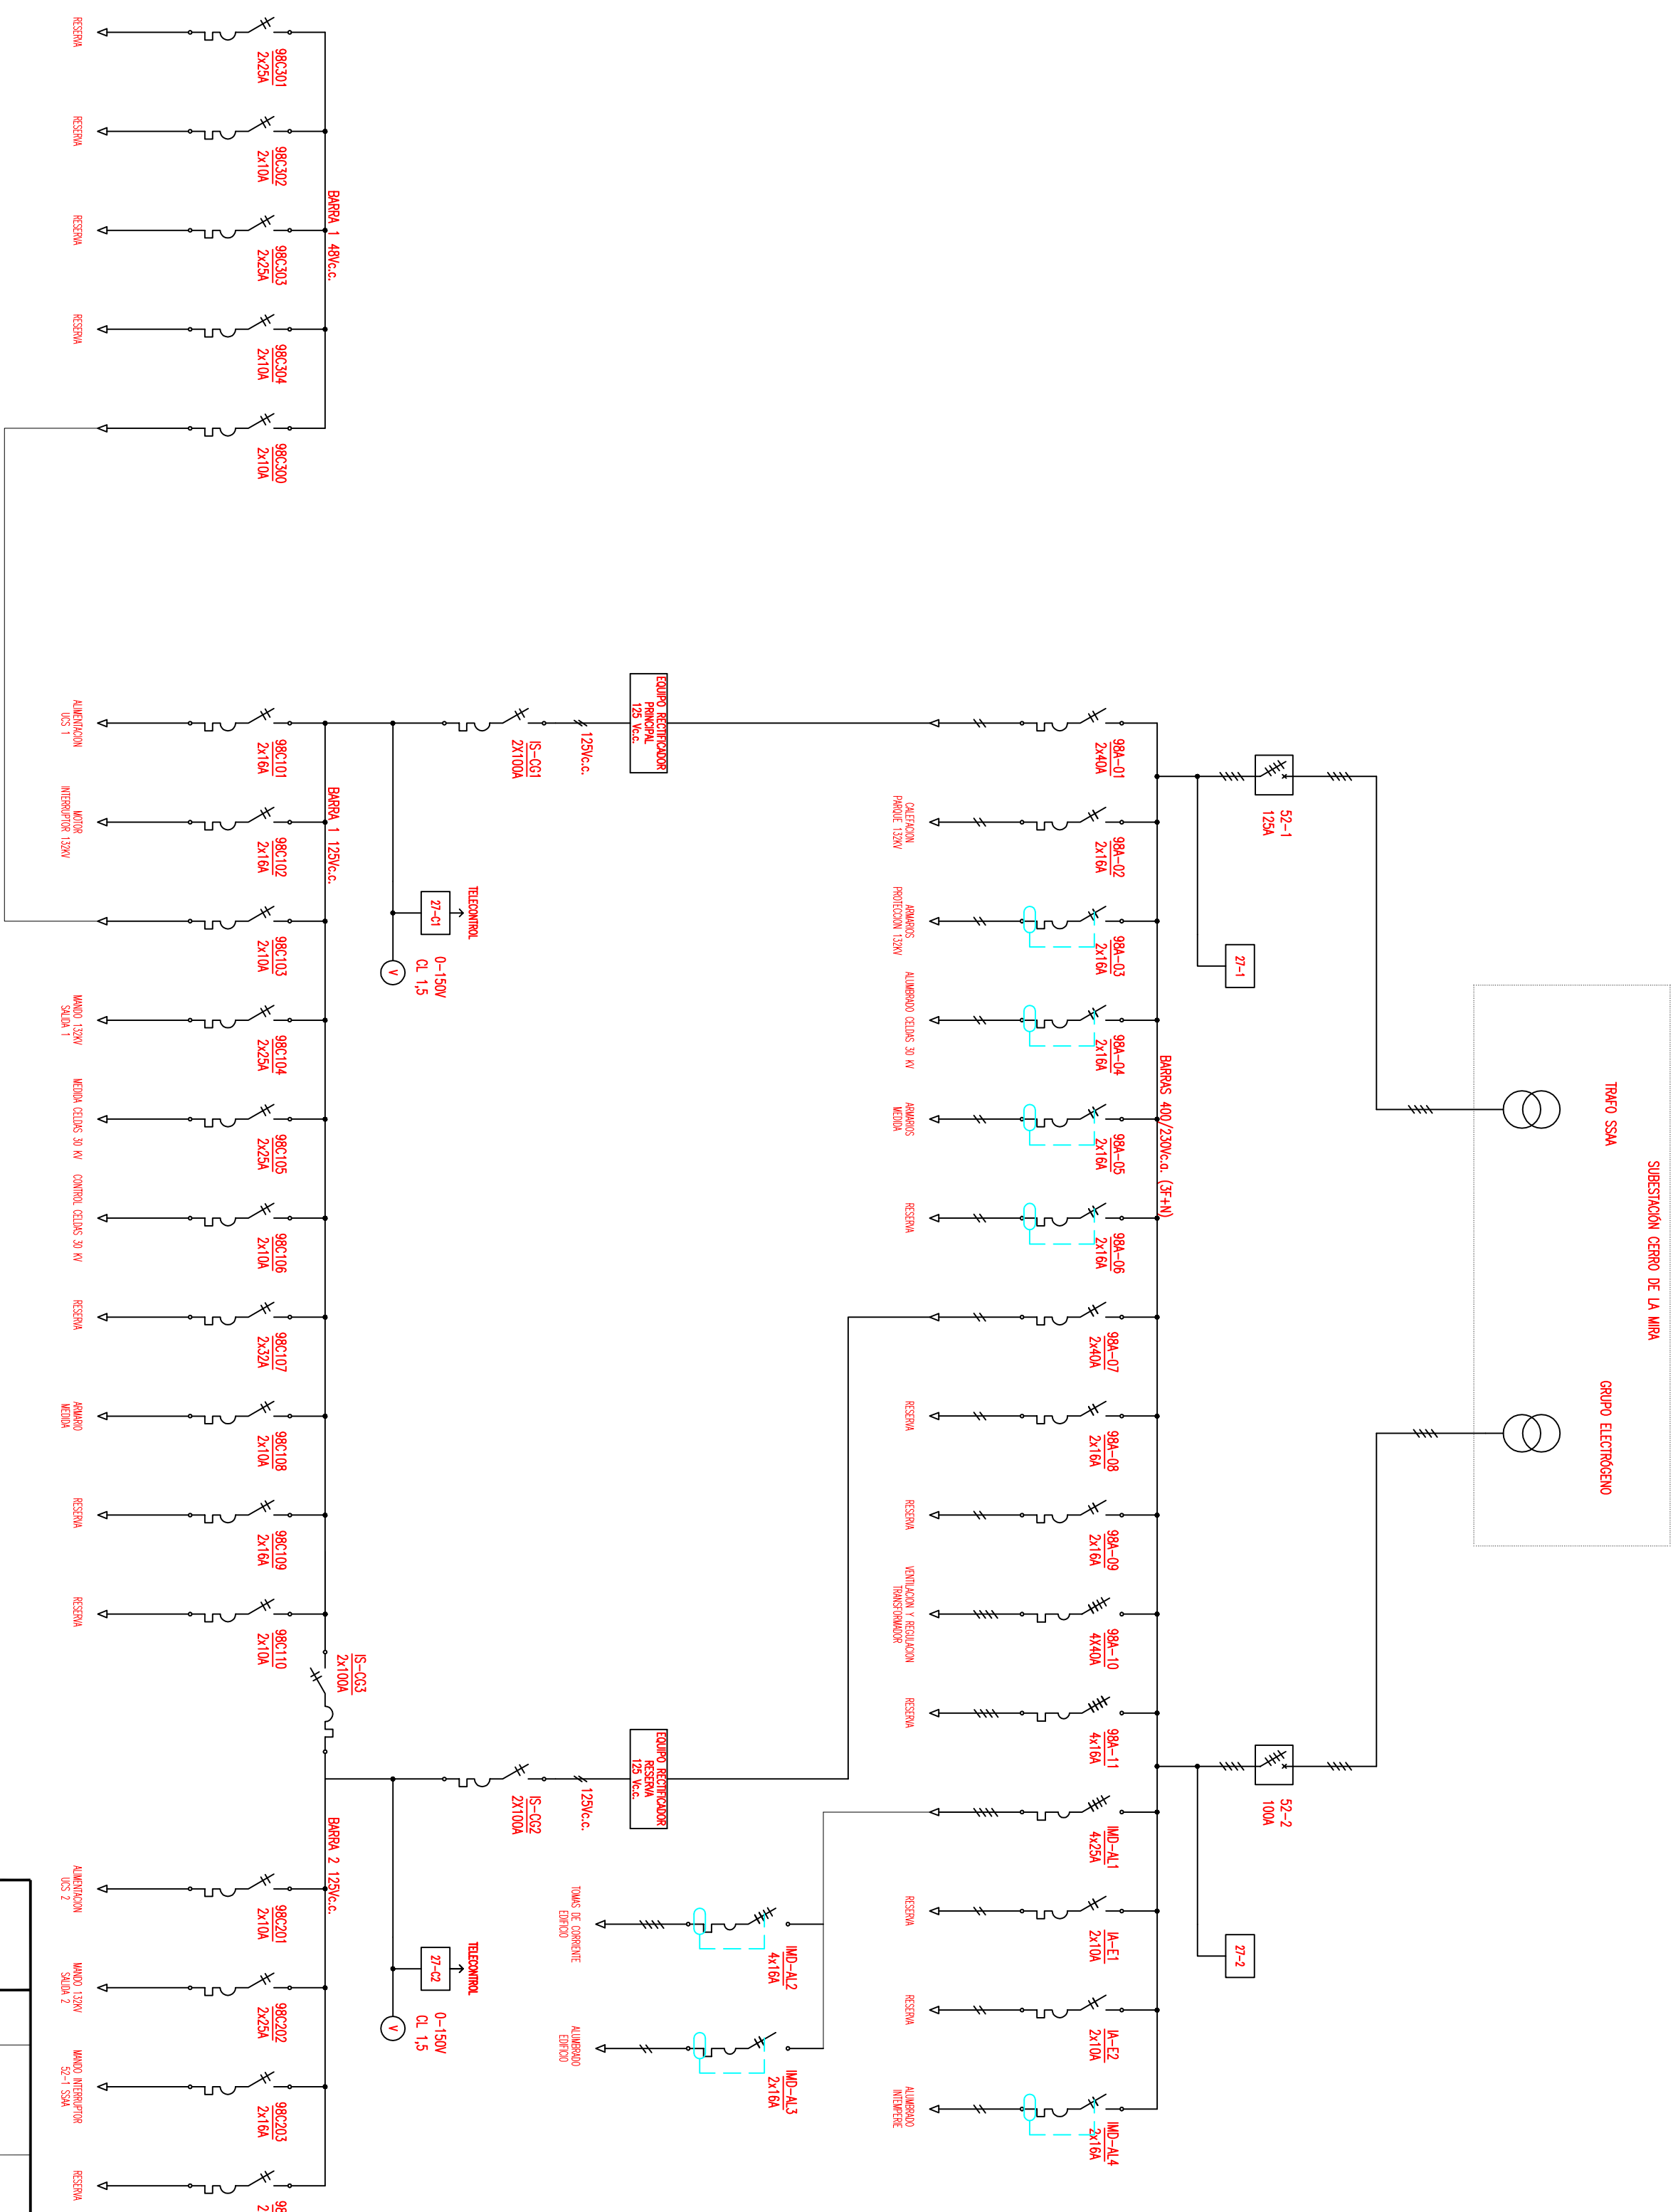 SUBESTACIÓN CERRO DE LA MIRA
TRAFO SSAA
GRUPO ELECTRÓGENO
52-1
125A
52-2
100A
27-1
27-2
BARRAS 400/230Vc.a. (3F+N)
98A-01
2x40A
98A-02
2x16A
98A-03
2x16A
98A-04
2x16A
98A-05
2x16A
98A-06
2x16A
98A-07
2x40A
98A-08
2x16A
98A-09
2x16A
98A-10
4X40A
98A-11
4x16A
IMD-AL1
4x25A
IA-E1
2x10A
IA-E2
2x10A
IMD-AL4
2x16A
CALEFACION
PARQUE 132KV
ARMARIOS
PROTECCION 132KV
ALUMBRADO CELDAS 30 KV
ARMARIOS
MEDIDA
RESERVA
RESERVA
RESERVA
VENTILACION Y REGULACION
TRANSFORMADOR
RESERVA
RESERVA
RESERVA
ALUMBRADO
INTEMPERIE
IMD-AL2
4x16A
IMD-AL3
2x16A
TOMAS DE CORRIENTE
EDIFICIO
ALUMBRADO
EDIFICIO
EQUIPO RECTIFICADOR
PRINCIPAL
125 Vc.c.
EQUIPO RECTIFICADOR
RESERVA
125 Vc.c.
125Vc.c.
125Vc.c.
IS-CG1
2X100A
IS-CG2
2X100A
TELECONTROL
27-C1
0-150V
CL 1,5
V
TELECONTROL
27-C2
0-150V
CL 1,5
V
IS-CG3
2x100A
BARRA 1 48Vc.c.
BARRA 1 125Vc.c.
BARRA 2 125Vc.c.
98C301
2x25A
98C302
2x10A
98C303
2x25A
98C304
2x10A
98C300
2x10A
98C101
2x16A
98C102
2x16A
98C103
2x10A
98C104
2x25A
98C105
2x25A
98C106
2x10A
98C107
2x32A
98C108
2x10A
98C109
2x16A
98C110
2x10A
98C201
2x10A
98C202
2x25A
98C203
2x16A
RESERVA
RESERVA
RESERVA
RESERVA
ALIMENTACION
UCS 1
MOTOR
INTERRUPTOR 132KV
MANDO 132KV
SALIDA 1
MEDIDA CELDAS 30 KV
CONTROL CELDAS 30 KV
RESERVA
ARMARIO
MEDIDA
RESERVA
RESERVA
ALIMENTACION
UCS 2
MANDO 132KV
SALIDA 2
MANDO INTERRUPTOR
52-1 SSAA
RESERVA